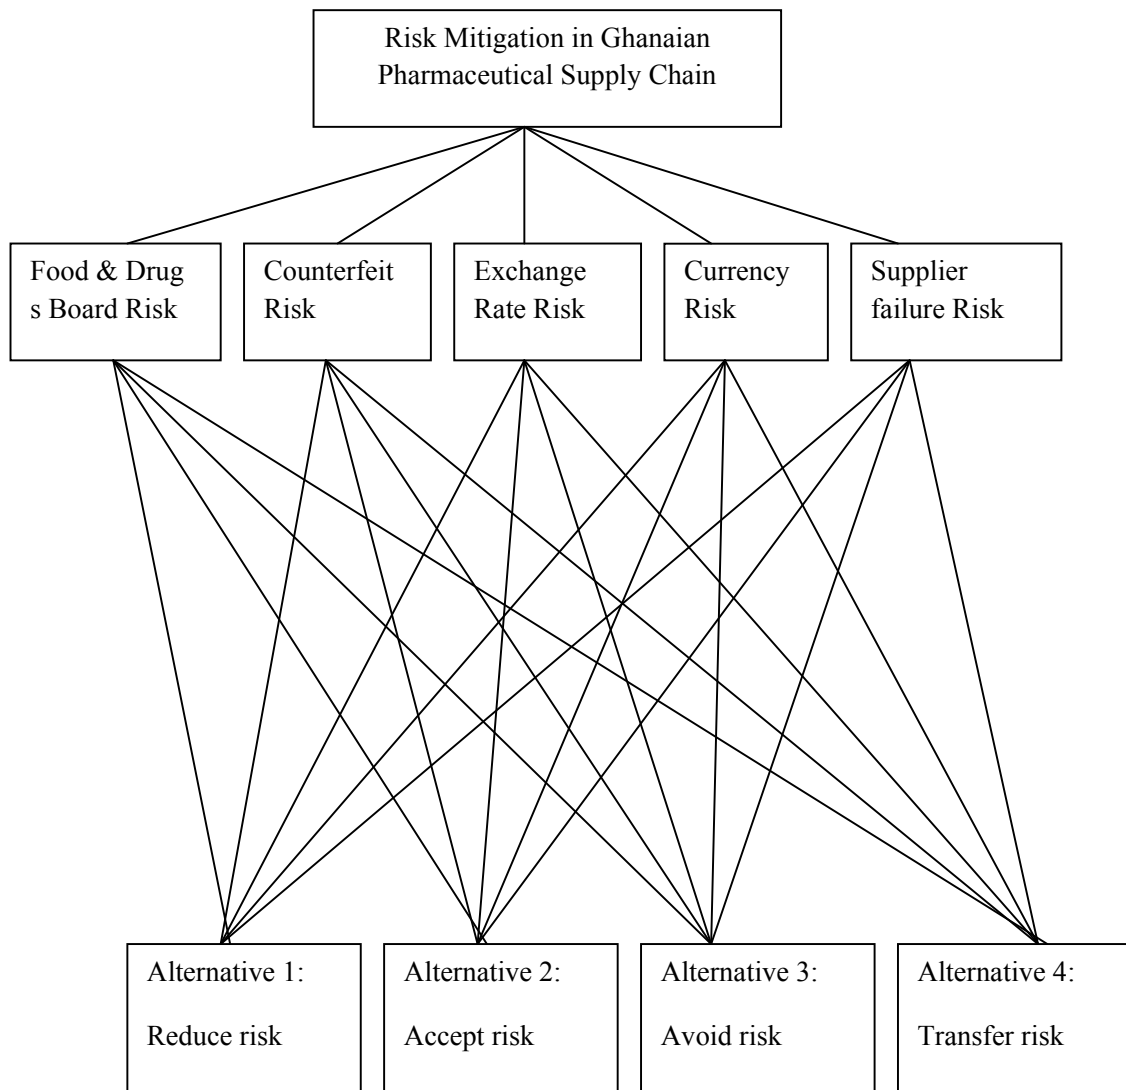 Risk Mitigation in Ghanaian
Pharmaceutical Supply Chain
Food & Drug
s Board Risk
Counterfeit
Risk
Exchange
Rate Risk
Currency
Risk
Supplier
failure Risk
Alternative 1:
Reduce risk
Alternative 2:
Accept risk
Alternative 3:
Avoid risk
Alternative 4:
Transfer risk